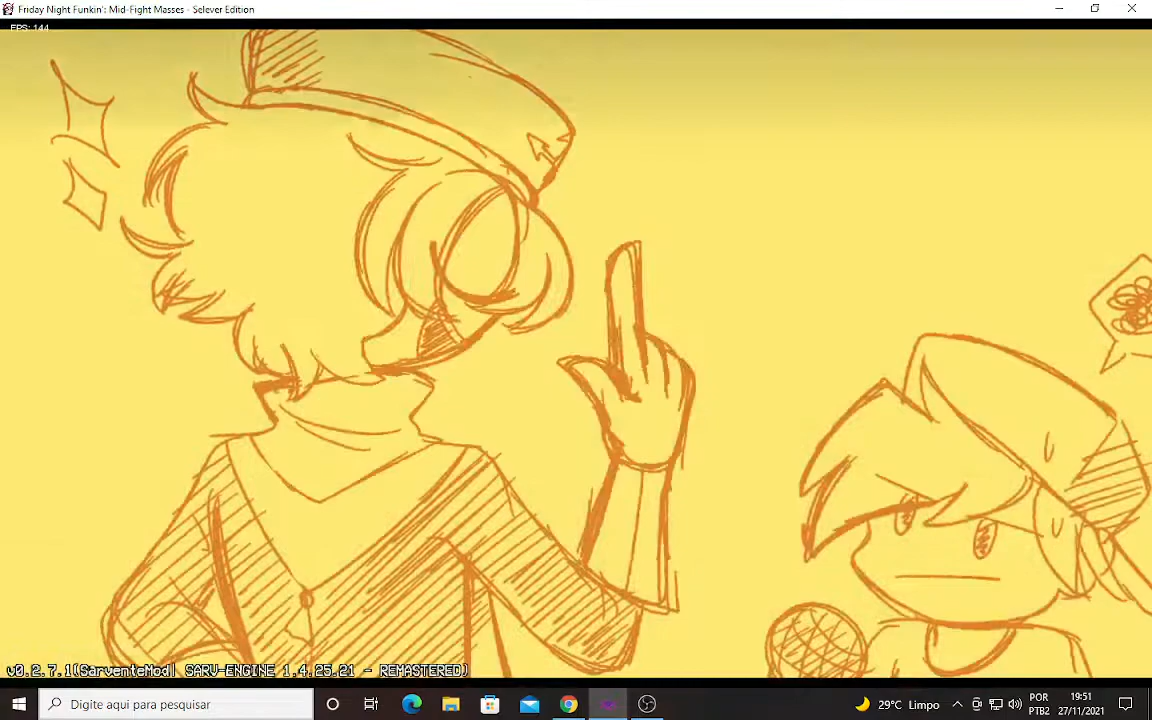 Friday Night Funkin': Mid-Fight Masses - Selever Edition
FPS: 144
v0.2.7.1(SarventeMod| SARV-ENGINE 1.4.25.21 - REMASTERED)
Digite aqui para pesquisar
29°C Limpo
POR
PTB2
19:51
27/11/2021